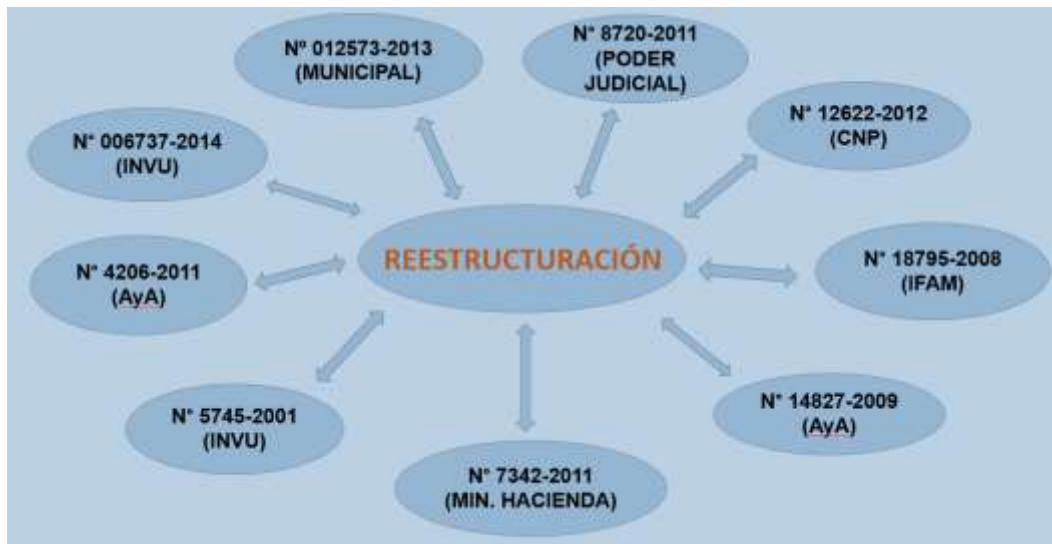 Nº 012573-2013
(MUNICIPAL)
N° 8720-2011
(PODER
JUDICIAL)
N° 12622-2012
(CNP)
N° 006737-2014
(INVU)
REESTRUCTURACIÓN
N° 4206-2011
(AyA)
N° 18795-2008
(IFAM)
N° 5745-2001
(INVU)
N° 14827-2009
(AyA)
N° 7342-2011
(MIN. HACIENDA)